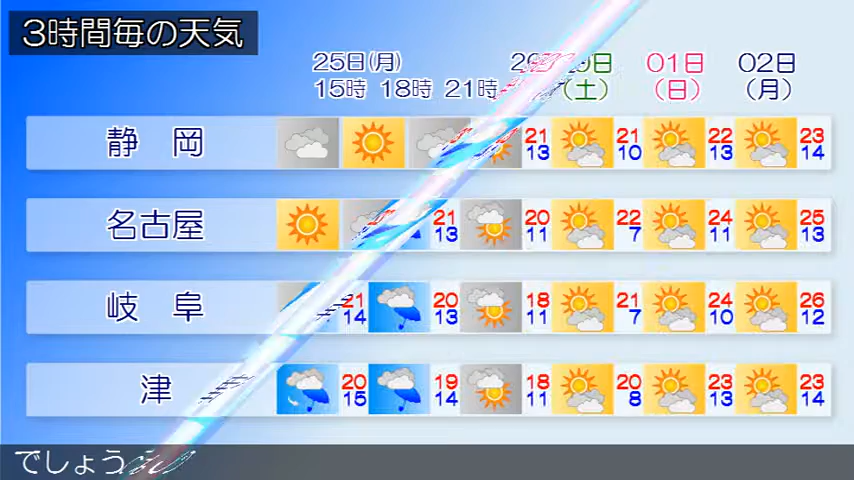 3時間毎の天気
25日(月)
15時 18時 21時
日 01日 02日
(土) (日) (月)
静 岡 21 13 21 10 22 13 23 14
名古屋 21 13 20 11 22 7 24 11 25 13
岐 阜 21 14 20 13 18 11 21 7 24 10 26 12
津 20 15 19 14 18 11 20 8 23 13 23 14
でしょう